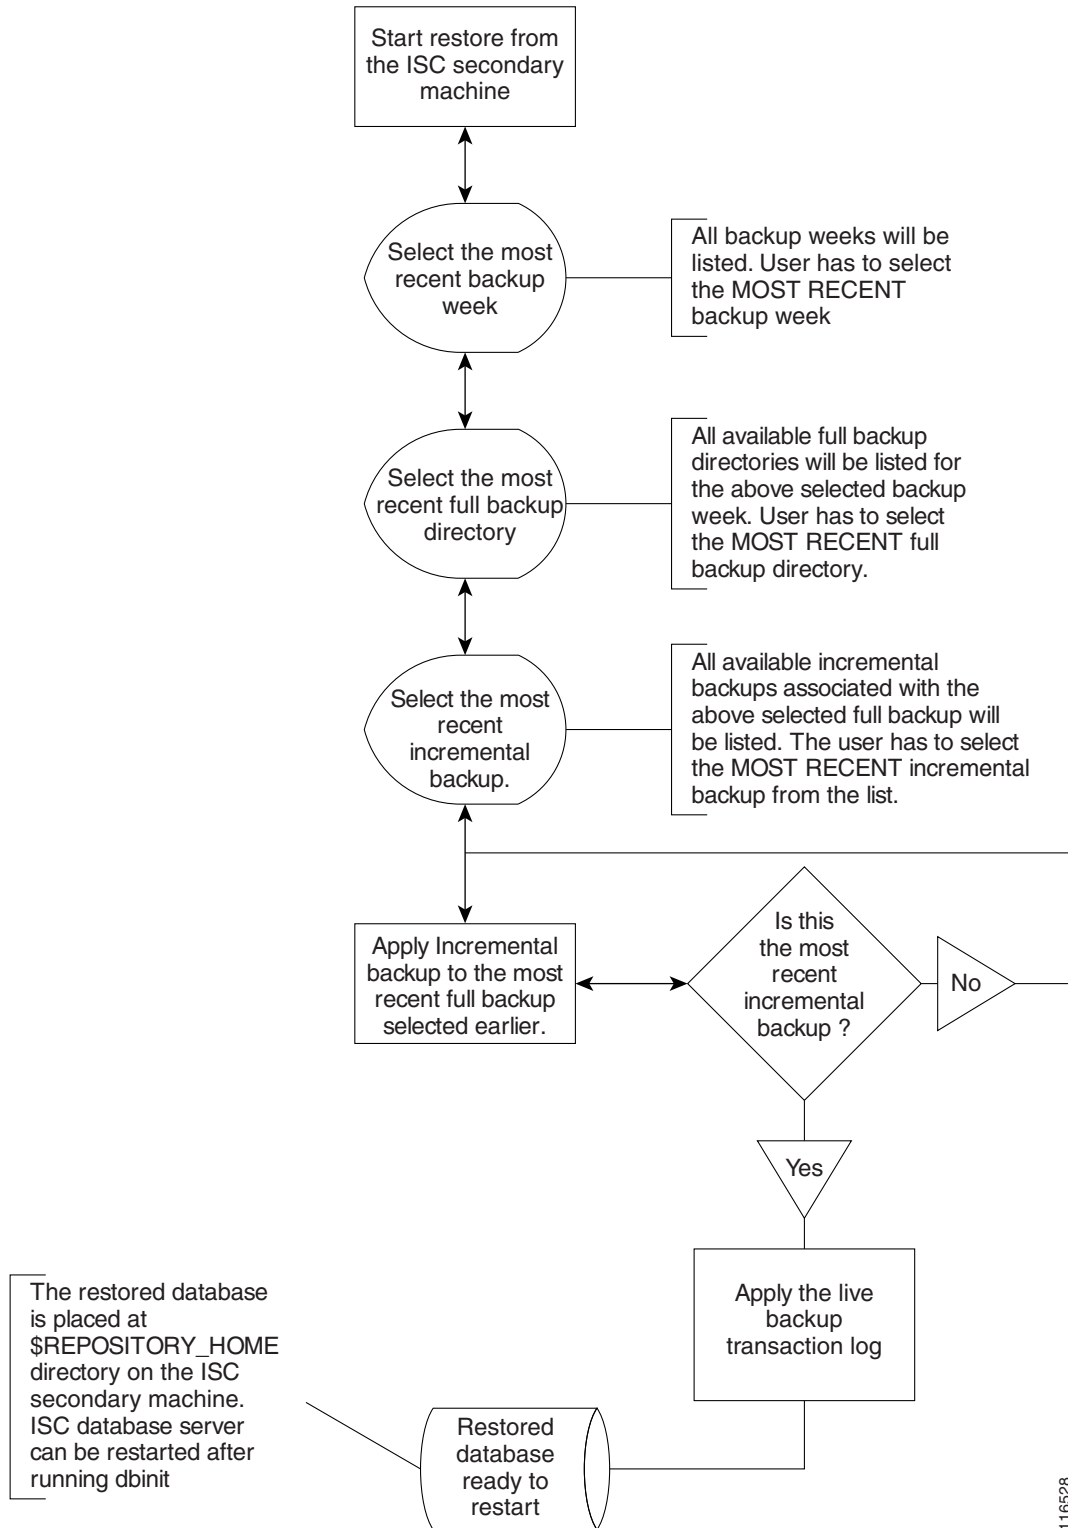 Start restore from
the ISC secondary
machine
Select the most
recent backup
week
All backup weeks will be
listed. User has to select
the MOST RECENT
backup week
Select the most
recent full backup
directory
All available full backup
directories will be listed for
the above selected backup
week. User has to select
the MOST RECENT full
backup directory.
Select the most
recent
incremental
backup.
All available incremental
backups associated with the
above selected full backup will
be listed. The user has to select
the MOST RECENT incremental
backup from the list.
Apply Incremental
backup to the most
recent full backup
selected earlier.
Is this
the most
recent
incremental
backup ?
No
Yes
Apply the live
backup
transaction log
The restored database
is placed at
$REPOSITORY_HOME
directory on the ISC
secondary machine.
ISC database server
can be restarted after
running dbinit
Restored
database
ready to
restart
116528